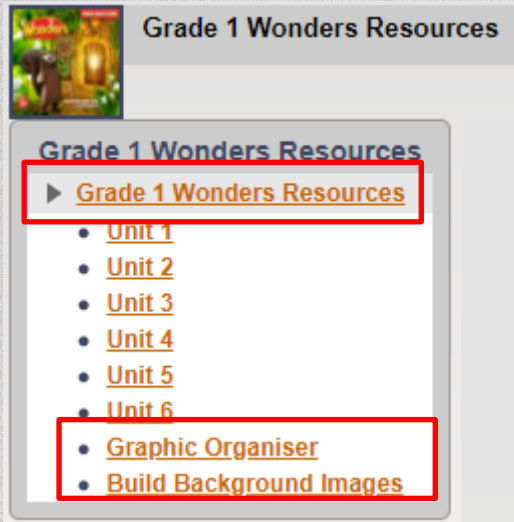 Wonders
Grade 1 Wonders Resources
Grade 1 Wonders Resources
Grade 1 Wonders Resources
Unit 1
Unit 2
Unit 3
Unit 4
Unit 5
Unit 6
Graphic Organiser
Build Background Images